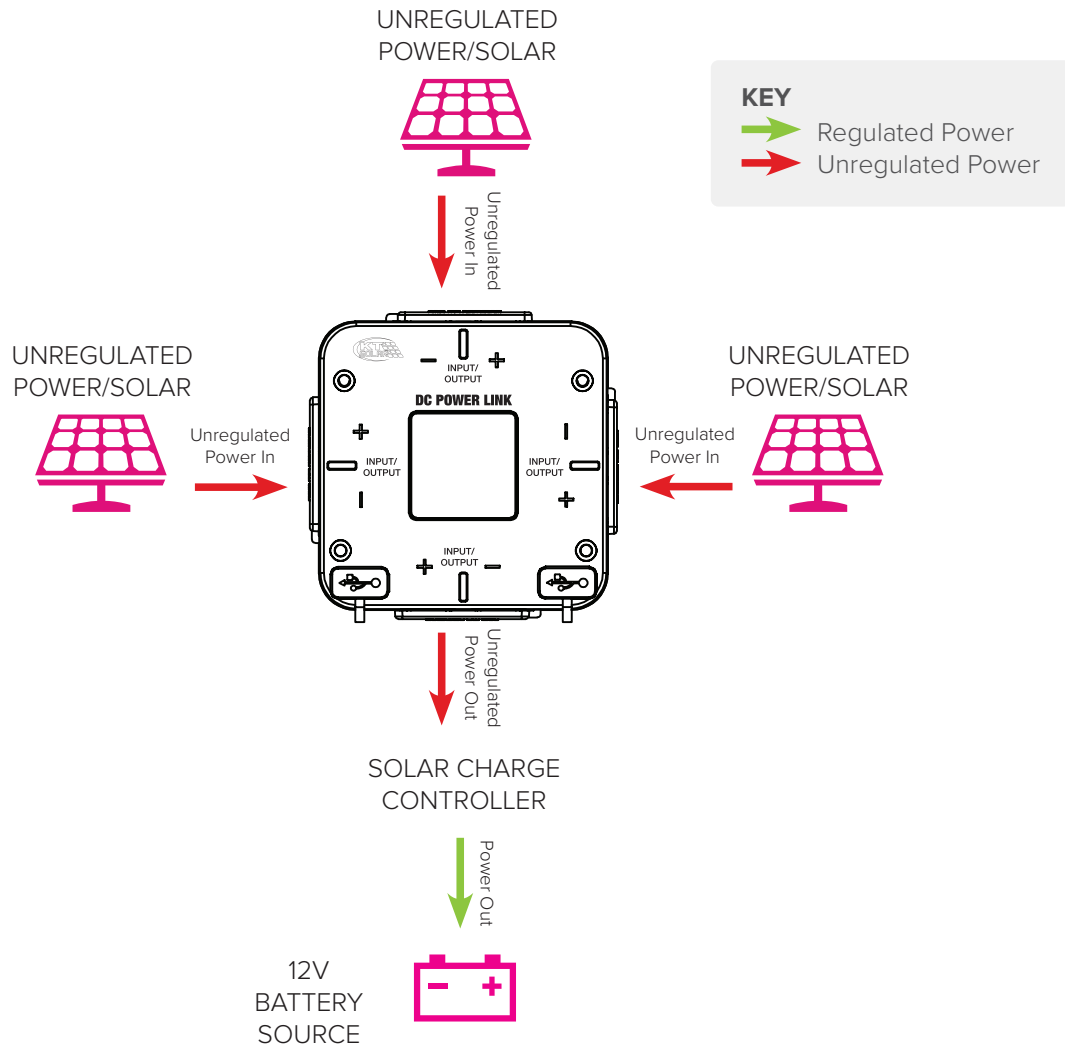 UNREGULATED
POWER/SOLAR
KEY
Regulated Power
Unregulated Power
Unregulated
Power In
KT
SOLAR
− +
INPUT/
OUTPUT
DC POWER LINK
UNREGULATED
POWER/SOLAR
Unregulated
Power In
+
INPUT/
OUTPUT
−
−
INPUT/
OUTPUT
+
UNREGULATED
POWER/SOLAR
Unregulated
Power In
INPUT/
OUTPUT
+ −
Unregulated
Power Out
SOLAR CHARGE
CONTROLLER
Power Out
12V
BATTERY
SOURCE
− +